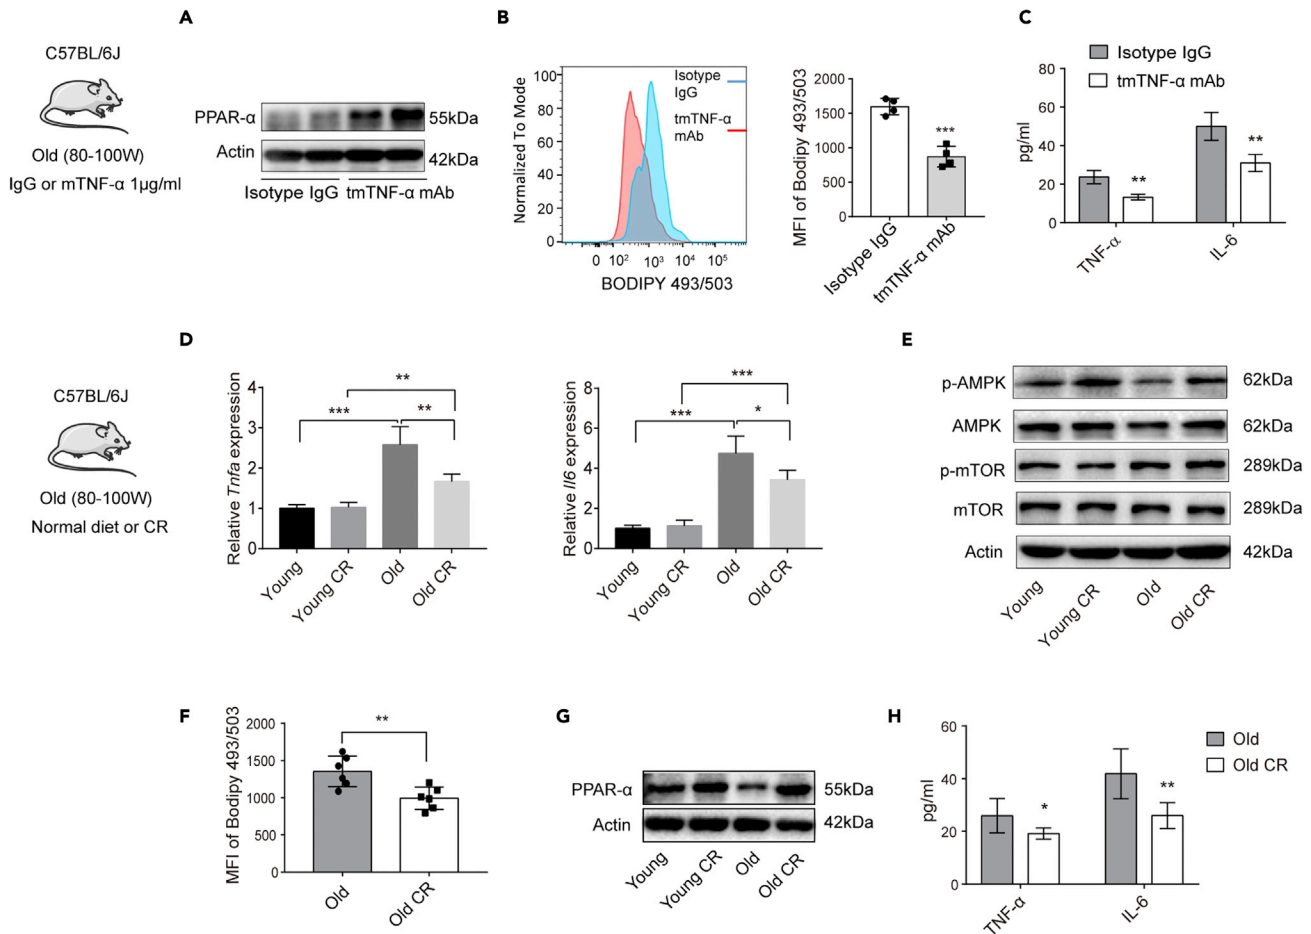 A
C57BL/6J
Old (80-100W)
IgG or mTNF-α 1μg/ml
PPAR-α
55kDa
Actin
42kDa
Isotype IgG
tmTNF-α mAb
B
Normalized To Mode
100
80
60
40
20
0
Isotype
IgG
tmTNF-α
mAb
0 10² 10³ 10⁴ 10⁵
BODIPY 493/503
MFI of Bodipy 493/503
2000
1500
1000
500
0
***
Isotype IgG
tmTNF-α mAb
C
Isotype IgG
tmTNF-α mAb
pg/ml
80
60
40
20
0
**
**
TNF-α
IL-6
C57BL/6J
Old (80-100W)
Normal diet or CR
D
Relative Tnfa expression
4
3
2
1
0
**
***
**
Young
Young CR
Old
Old CR
Relative Il6 expression
8
6
4
2
0
***
***
*
Young
Young CR
Old
Old CR
E
p-AMPK
62kDa
AMPK
62kDa
p-mTOR
289kDa
mTOR
289kDa
Actin
42kDa
Young
Young CR
Old
Old CR
F
MFI of Bodipy 493/503
2000
1500
1000
500
0
**
Old
Old CR
G
PPAR-α
55kDa
Actin
42kDa
Young
Young CR
Old
Old CR
H
pg/ml
60
40
20
0
*
**
Old
Old CR
TNF-α
IL-6